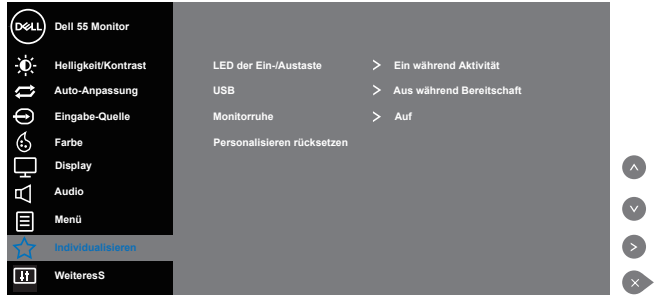 DELL Dell 55 Monitor
Helligkeit/Kontrast LED der Ein-/Austaste > Ein während Aktivität
Auto-Anpassung USB > Aus während Bereitschaft
Eingabe-Quelle Monitorruhe > Auf
Farbe Personalisieren rücksetzen
Display
Audio
Menü
Individualisieren
WeiteresS